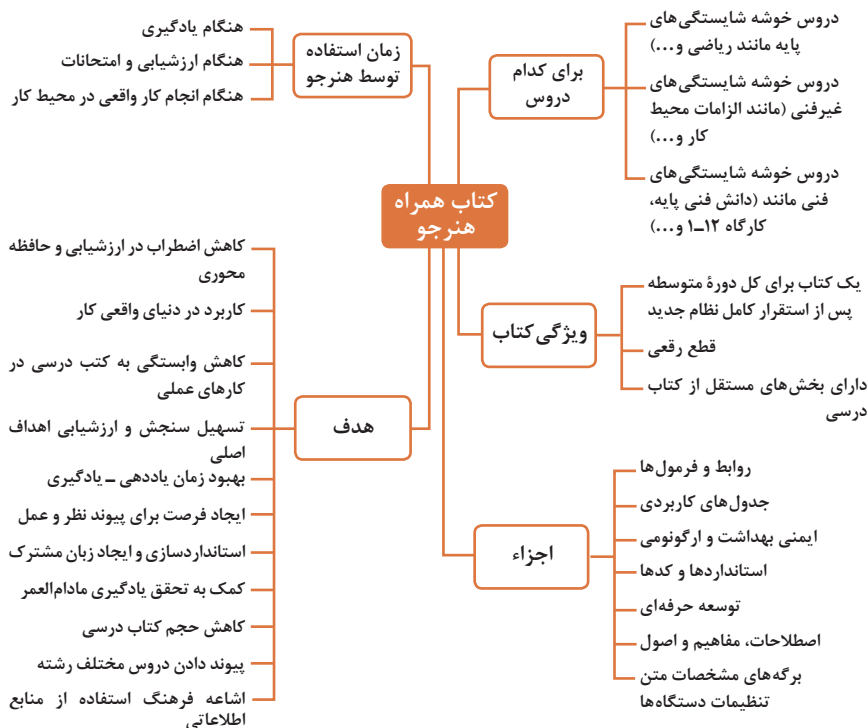 کتاب همراه
هنرجو
برای کدام
دروس
دروس خوشه شایستگی‌های
پایه مانند ریاضی و...)
دروس خوشه شایستگی‌های
غیرفنی (مانند الزامات محیط
کار و...)
دروس خوشه شایستگی‌های
فنی مانند (دانش فنی پایه،
کارگاه ۱۲ـ۱ و...)
ویژگی کتاب
یک کتاب برای کل دورهٔ متوسطه
پس از استقرار کامل نظام جدید
قطع رقعی
دارای بخش‌های مستقل از کتاب
درسی
اجزاء
روابط و فرمول‌ها
جدول‌های کاربردی
ایمنی بهداشت و ارگونومی
استانداردها و کدها
توسعه حرفه‌ای
اصطلاحات، مفاهیم و اصول
برگه‌های مشخصات متن
تنظیمات دستگاه‌ها
زمان استفاده
توسط هنرجو
هنگام یادگیری
هنگام ارزشیابی و امتحانات
هنگام انجام کار واقعی در محیط کار
هدف
کاهش اضطراب در ارزشیابی و حافظه
محوری
کاربرد در دنیای واقعی کار
کاهش وابستگی به کتب درسی در
کارهای عملی
تسهیل سنجش و ارزشیابی اهداف
اصلی
بهبود زمان یاددهی ـ یادگیری
ایجاد فرصت برای پیوند نظر و عمل
استانداردسازی و ایجاد زبان مشترک
کمک به تحقق یادگیری مادام‌العمر
کاهش حجم کتاب درسی
پیوند دادن دروس مختلف رشته
اشاعه فرهنگ استفاده از منابع
اطلاعاتی